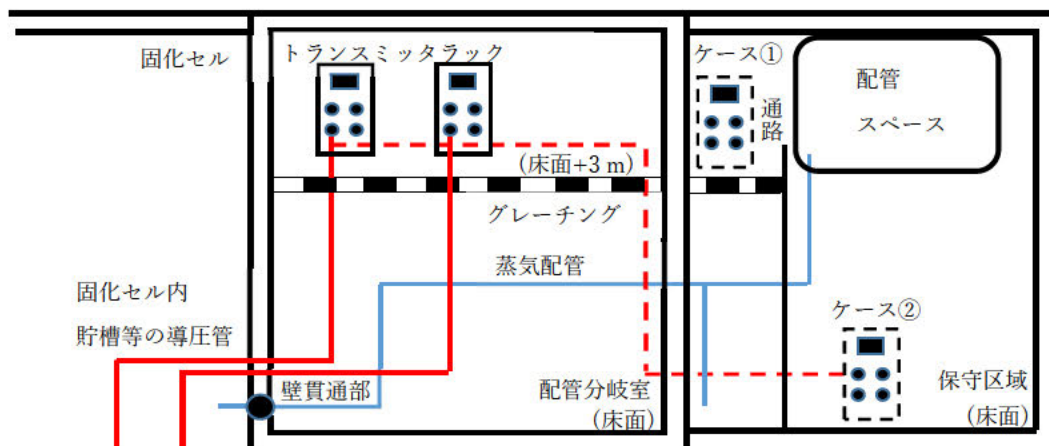 固化セル
トランスミッタラック
ケース①
通路
配管
スペース
(床面+3 m)
グレーチング
蒸気配管
固化セル内
貯槽等の導圧管
ケース②
壁貫通部
配管分岐室
(床面)
保守区域
(床面)